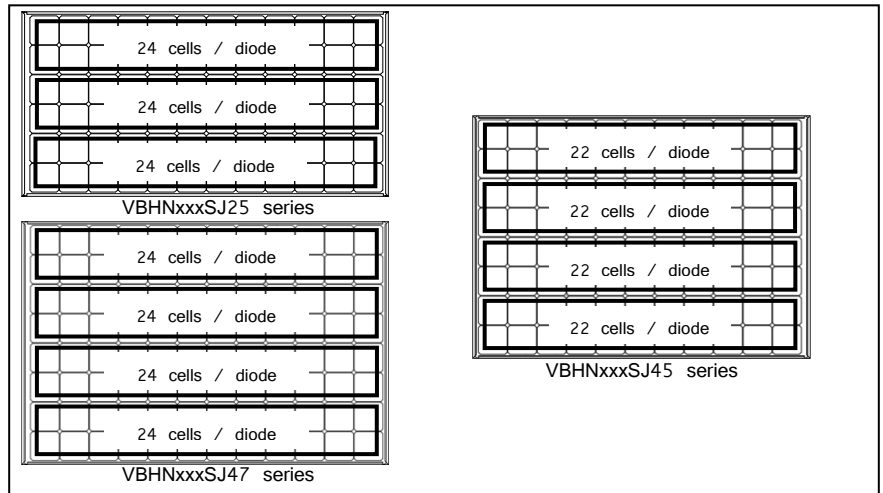 24 cells / diode
24 cells / diode
24 cells / diode
VBHNxxxSJ25 series
24 cells / diode
24 cells / diode
24 cells / diode
24 cells / diode
VBHNxxxSJ47 series
22 cells / diode
22 cells / diode
22 cells / diode
22 cells / diode
VBHNxxxSJ45 series